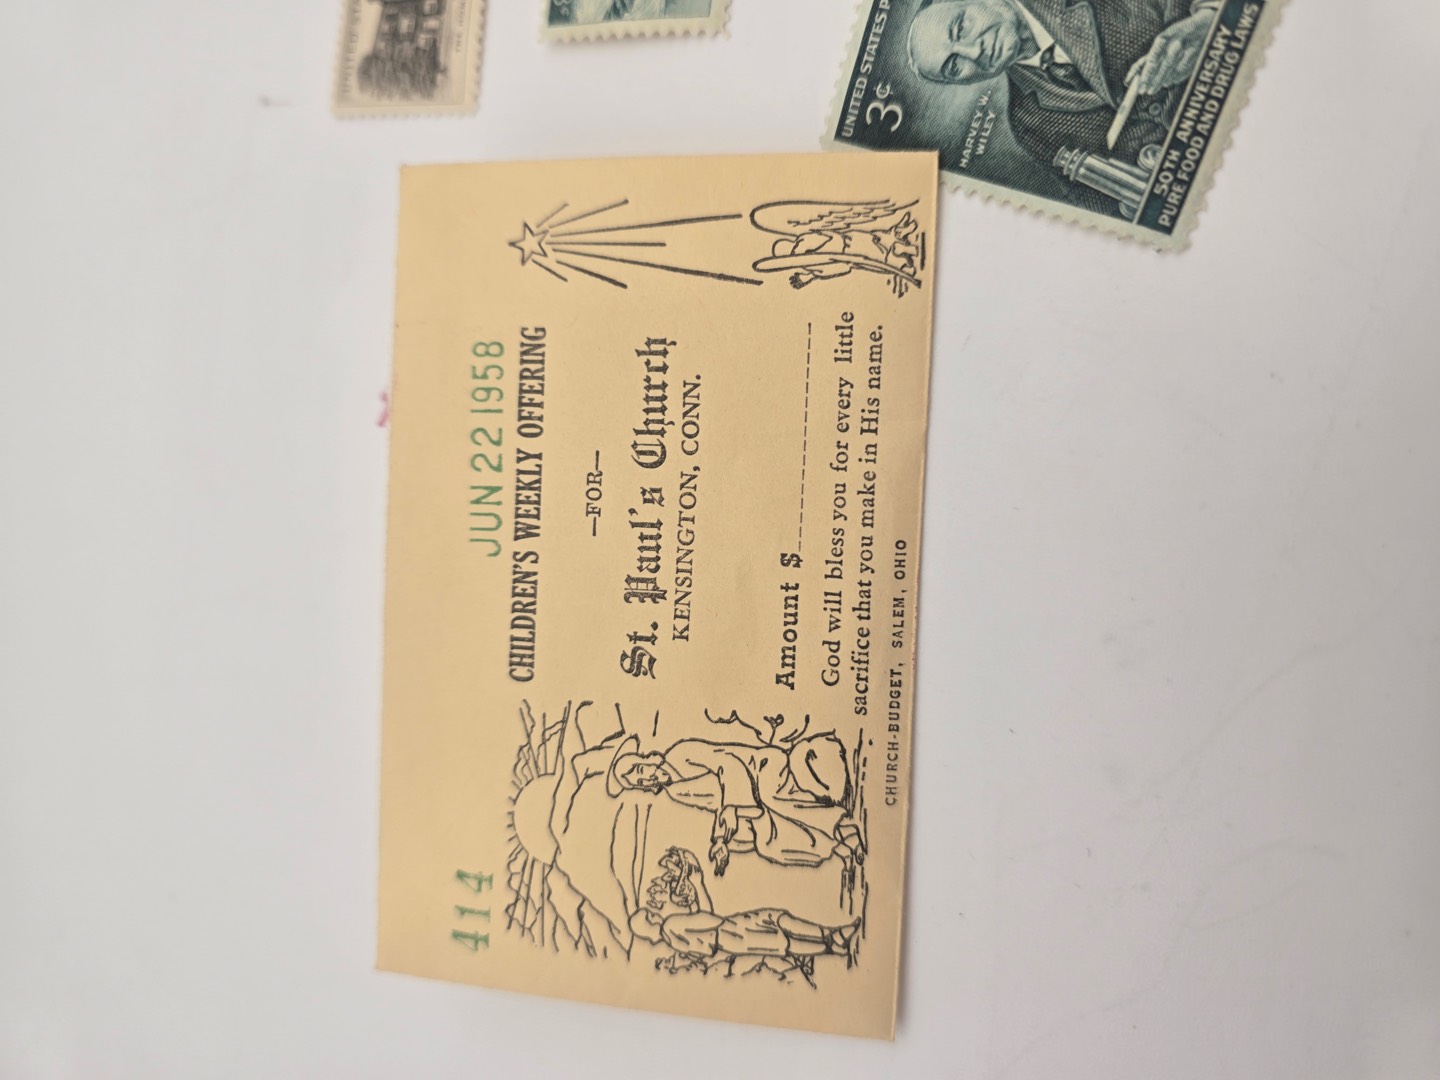 414 JUN 22 1958
CHILDREN'S WEEKLY OFFERING
—FOR—
St. Paul's Church
KENSINGTON, CONN.
Amount $
God will bless you for every little
sacrifice that you make in His name.
CHURCH-BUDGET, SALEM, OHIO
UNITED STATES P
3¢
HARVEY W.
WILEY
50TH ANNIVERSARY
PURE FOOD AND DRUG LAWS